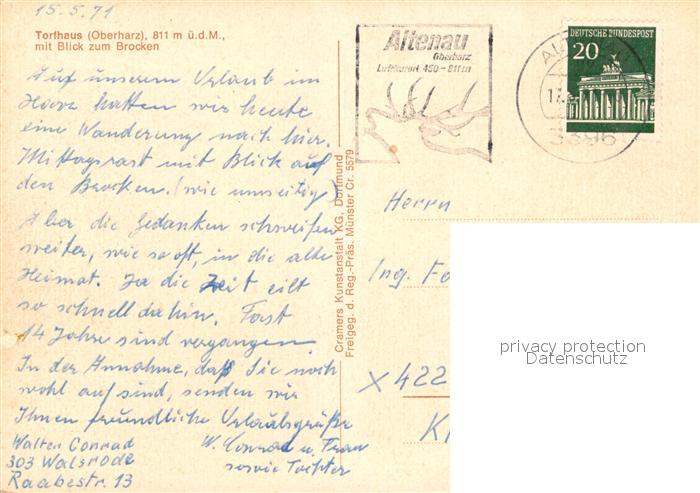 15.5.71
Torfhaus (Oberharz), 811 m ü.d.M.,
mit Blick zum Brocken
Auf unserem Urlaub im
Harz hatten wir heute
eine Wanderung nach hier.
Mittagsrast mit Blick auf
den Brocken. (wie umseitig)
Aber die Gedanken schweifen
weiter, wie so oft, in die alte
Heimat. Ja die Zeit eilt
so schnell dahin. Fast
14 Jahre sind vergangen
In der Annahme, daß Sie noch
wohl auf sind, senden wir
Ihnen freundliche Urlaubsgrüße
W. Conrad u. Frau
sowie Tochter
Walter Conrad
303 Walsrode
Raabestr. 13
Cramers Kunstanstalt KG, Dortmund
Freigeg. d. Reg.-Präs. Münster Cr. 5579
Altenau
Oberharz
Luftkurort 450-811m
DEUTSCHE BUNDESPOST
20
3396
Herrn
Ing.
X422
privacy protection
Datenschutz